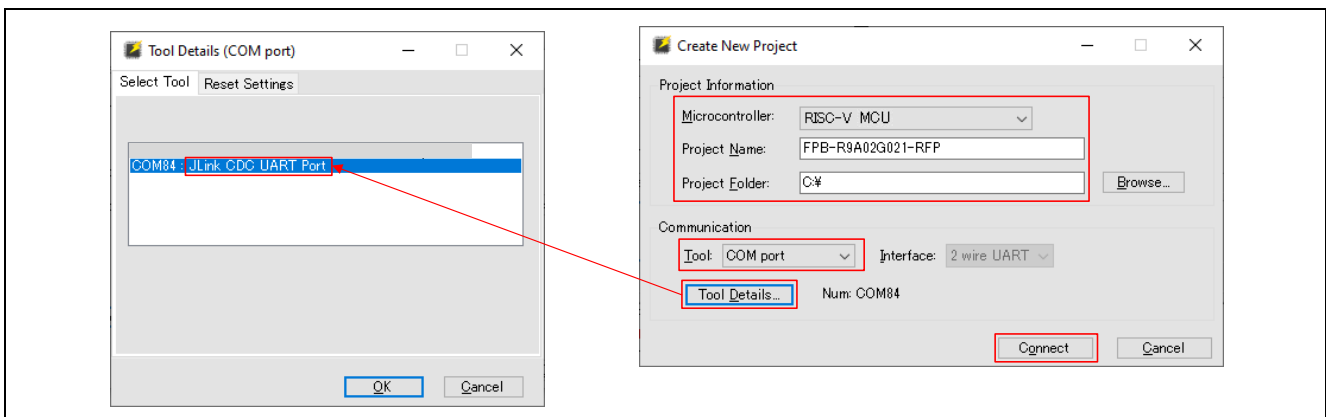 Tool Details (COM port)
Select Tool Reset Settings
COM84 : JLink CDC UART Port
OK Cancel
Create New Project
Project Information
Microcontroller: RISC-V MCU
Project Name: FPB-R9A02G021-RFP
Project Folder: C:¥ Browse...
Communication
Tool: COM port Interface: 2 wire UART
Tool Details... Num: COM84
Connect Cancel